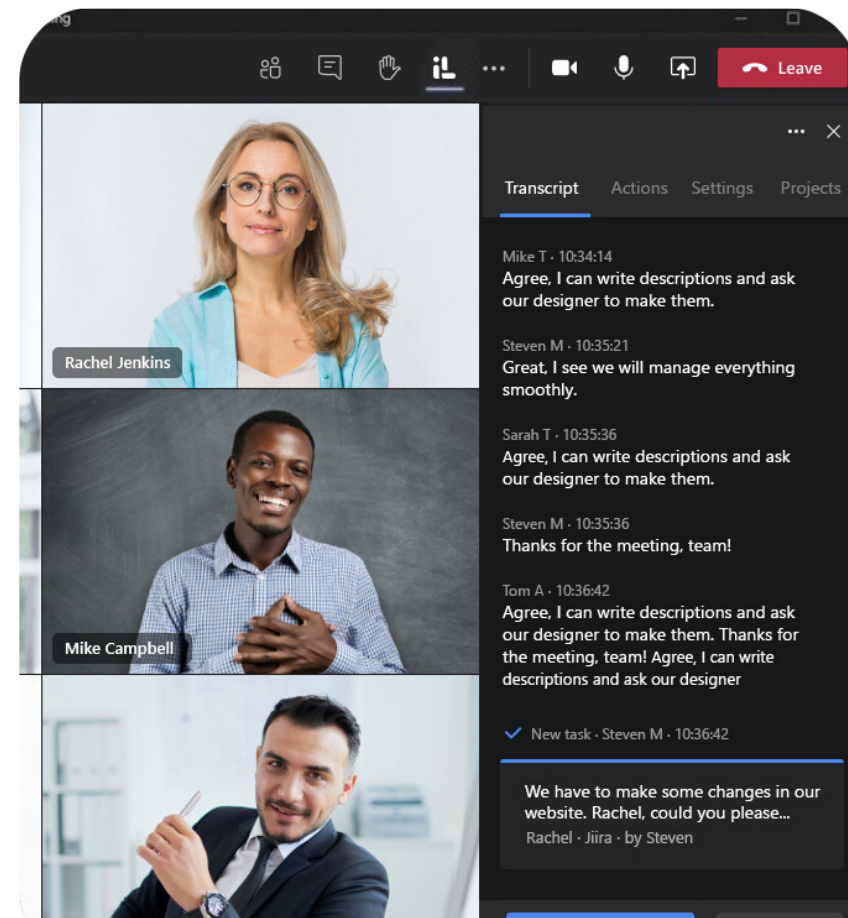 ng
iL
Leave
Transcript Actions Settings Projects
Rachel Jenkins
Mike Campbell
Mike T · 10:34:14
Agree, I can write descriptions and ask
our designer to make them.
Steven M · 10:35:21
Great, I see we will manage everything
smoothly.
Sarah T · 10:35:36
Agree, I can write descriptions and ask
our designer to make them.
Steven M · 10:35:36
Thanks for the meeting, team!
Tom A · 10:36:42
Agree, I can write descriptions and ask
our designer to make them. Thanks for
the meeting, team! Agree, I can write
descriptions and ask our designer
New task · Steven M · 10:36:42
We have to make some changes in our
website. Rachel, could you please...
Rachel · Jiira · by Steven